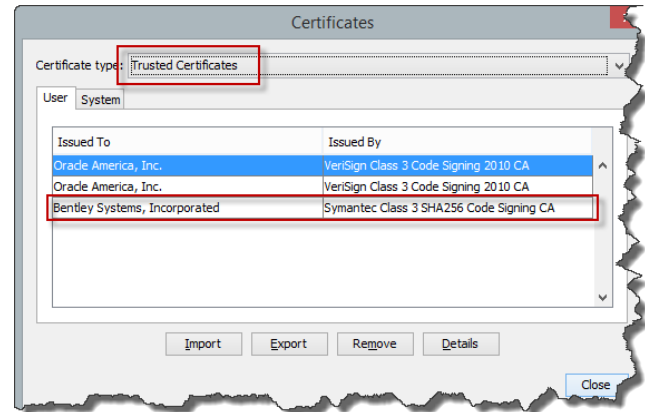 Certificates
Certificate type: Trusted Certificates
User System
Issued To Issued By
Oracle America, Inc. VeriSign Class 3 Code Signing 2010 CA
Oracle America, Inc. VeriSign Class 3 Code Signing 2010 CA
Bentley Systems, Incorporated Symantec Class 3 SHA256 Code Signing CA
Import Export Remove Details
Close